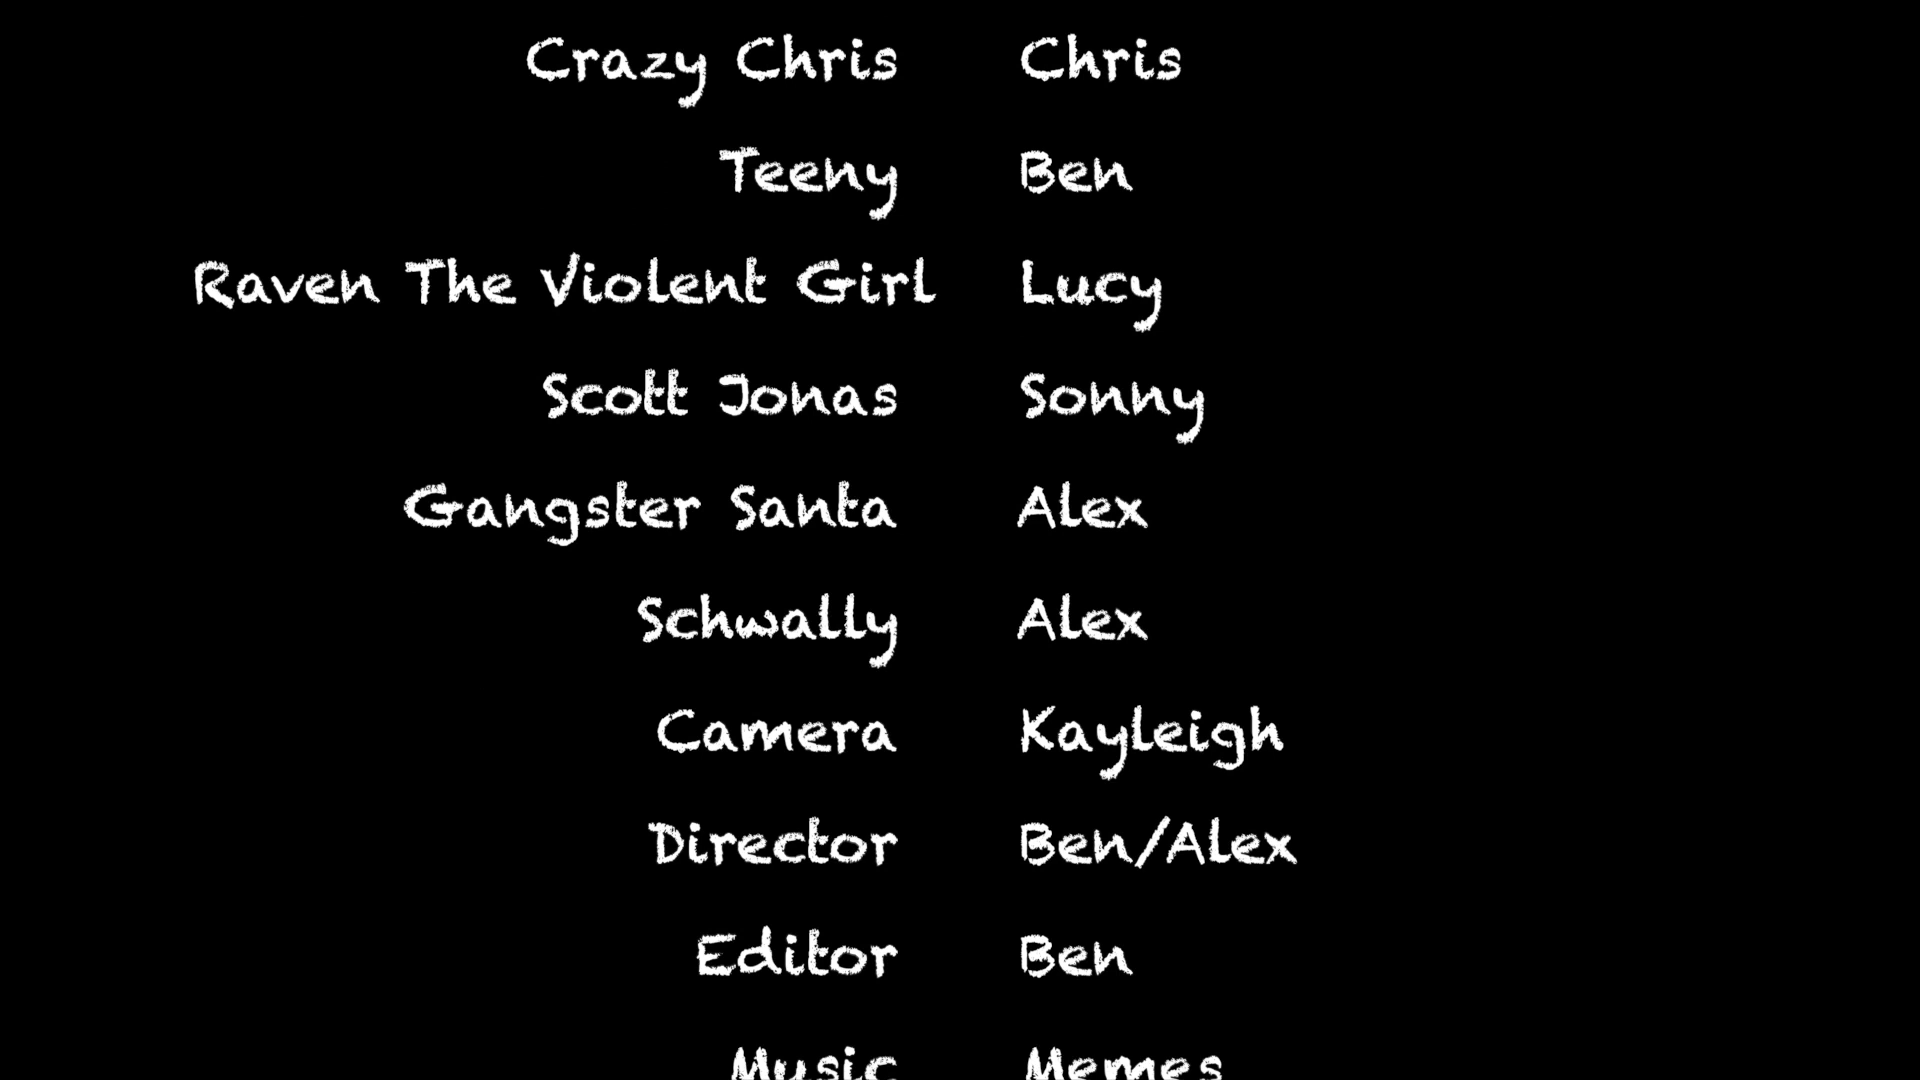 Crazy Chris Chris
Teeny Ben
Raven The Violent Girl Lucy
Scott Jonas Sonny
Gangster Santa Alex
Schwally Alex
Camera Kayleigh
Director Ben/Alex
Editor Ben
Music Memes